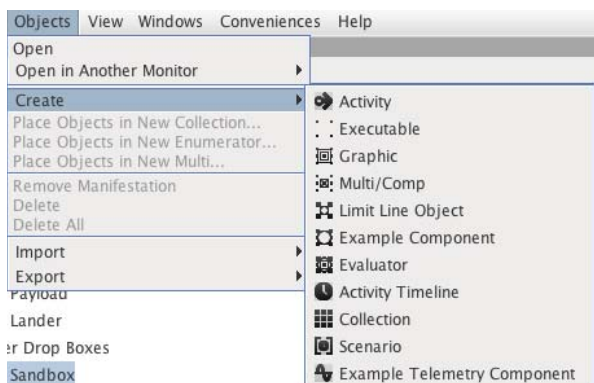 Objects View Windows Conveniences Help
Open
Open in Another Monitor
Create
Place Objects in New Collection...
Place Objects in New Enumerator...
Place Objects in New Multi...
Remove Manifestation
Delete
Delete All
Import
Export
Payload
Lander
er Drop Boxes
Sandbox
Activity
Executable
Graphic
Multi/Comp
Limit Line Object
Example Component
Evaluator
Activity Timeline
Collection
Scenario
Example Telemetry Component